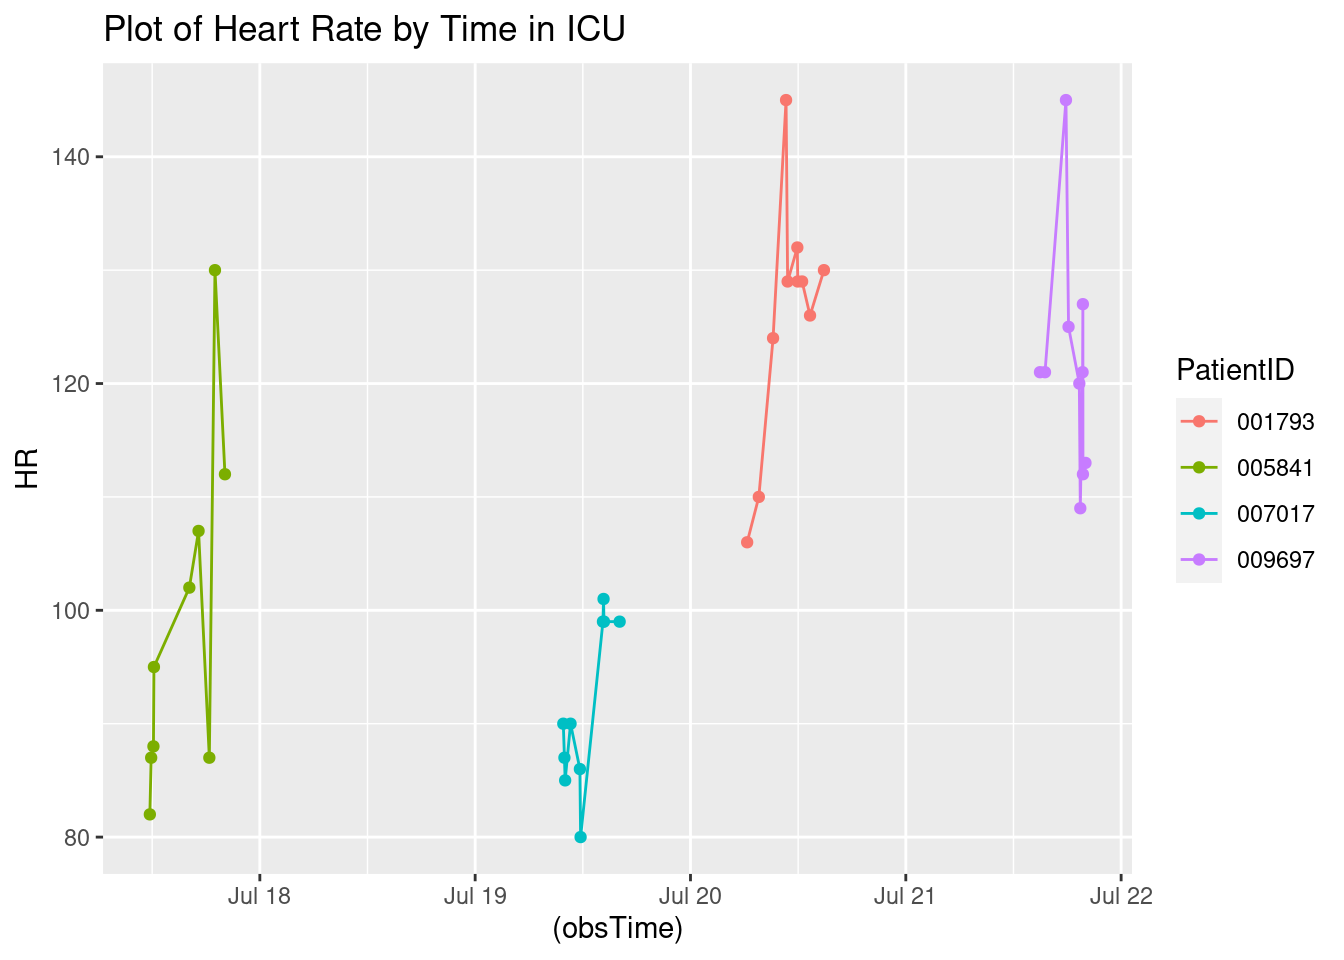 Plot of Heart Rate by Time in ICU
140
120
100
80
HR
Jul 18
Jul 19
Jul 20
Jul 21
Jul 22
(obsTime)
PatientID
001793
005841
007017
009697